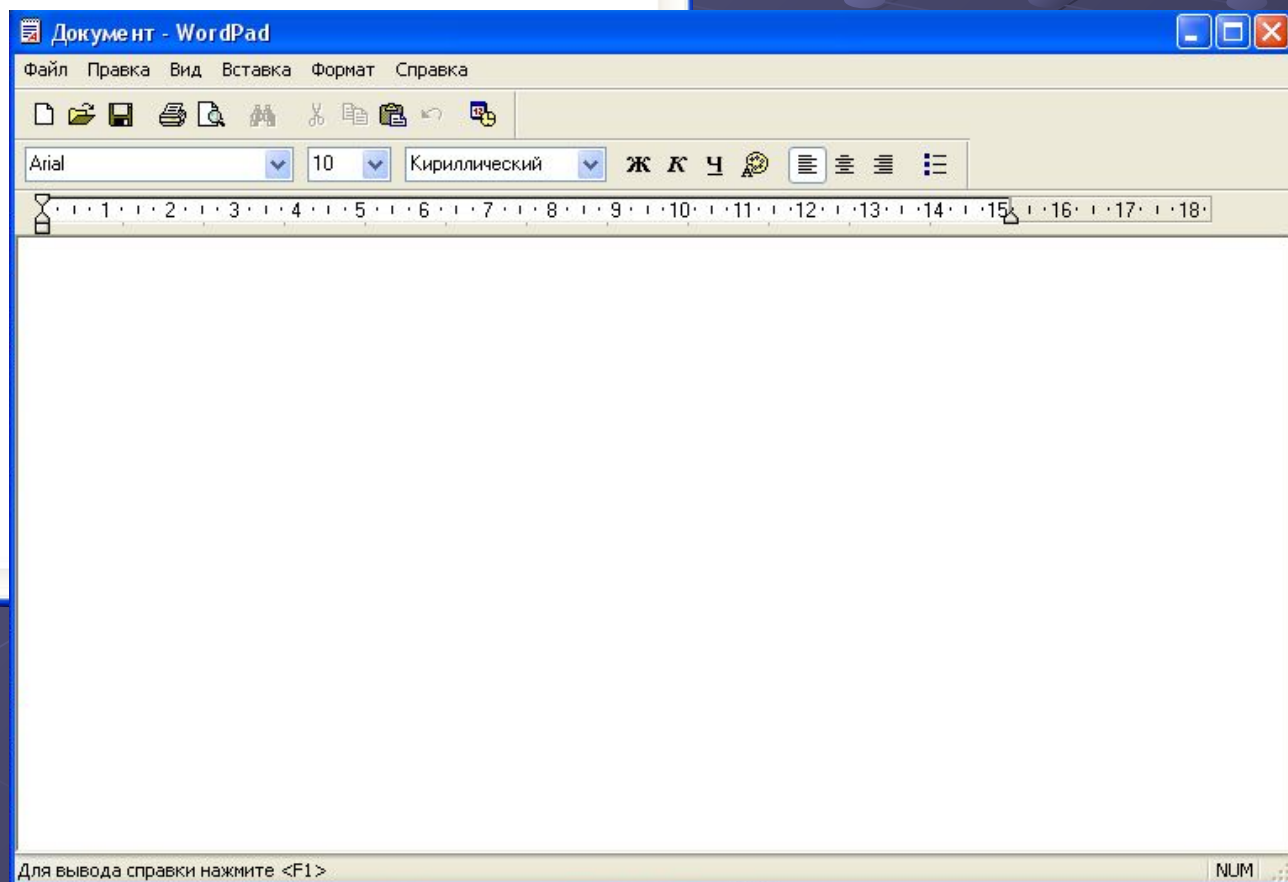 Документ - WordPad
Файл Правка Вид Вставка Формат Справка
Arial 10 Кириллический Ж К Ч
1 2 3 4 5 6 7 8 9 10 11 12 13 14 15 16 17 18
Для вывода справки нажмите <F1> NUM